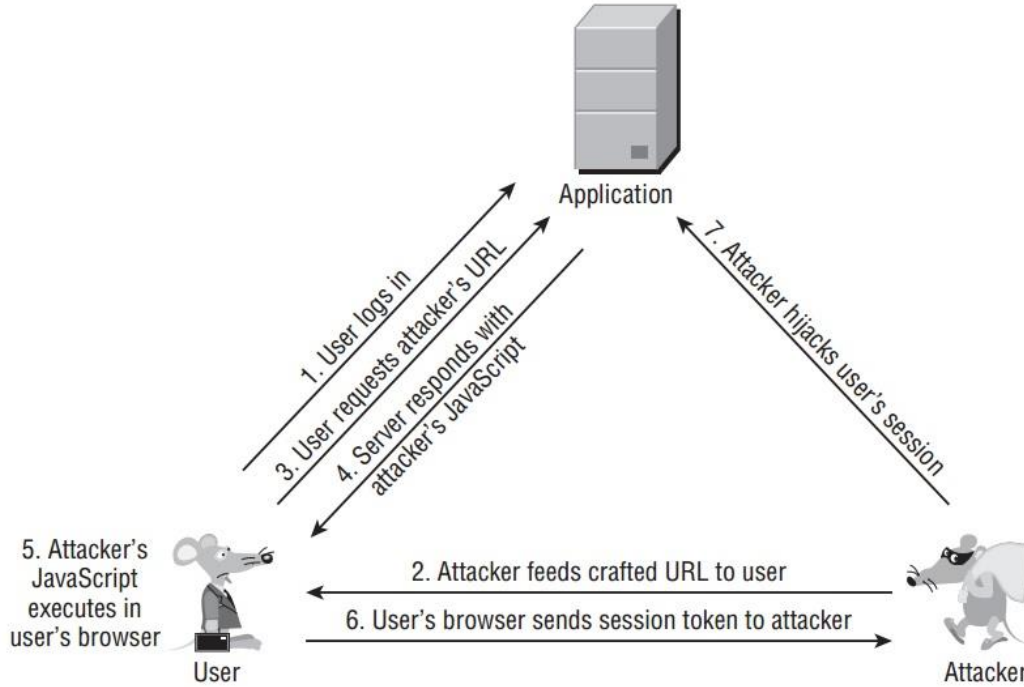 Application
1. User logs in
3. User requests attacker's URL
4. Server responds with
attacker's JavaScript
7. Attacker hijacks user's session
5. Attacker's
JavaScript
executes in
user's browser
2. Attacker feeds crafted URL to user
6. User's browser sends session token to attacker
User
Attacker